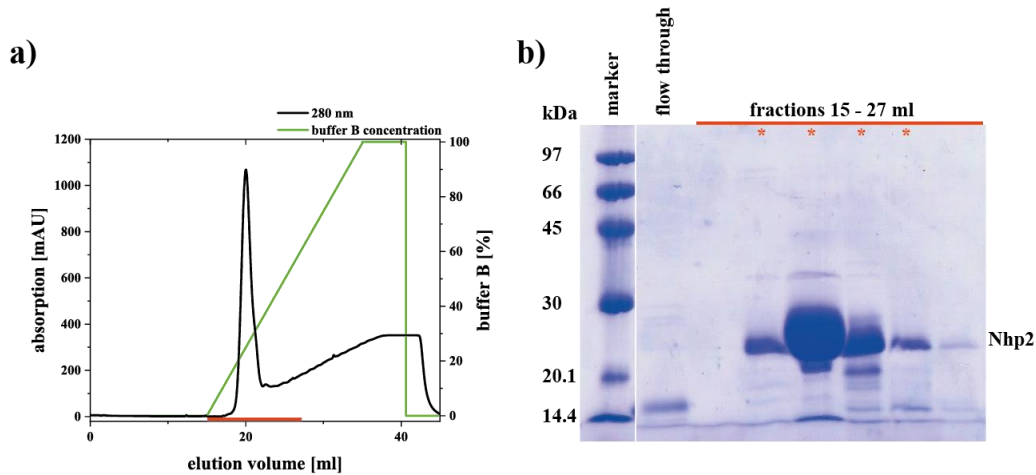 a)
280 nm
buffer B concentration
1200
1000
800
600
400
200
0
absorption [mAU]
100
80
60
40
20
0
buffer B [%]
0
20
40
elution volume [ml]
b)
kDa
marker
flow through
fractions 15 - 27 ml
* * * *
97
66
45
30
20.1
14.4
Nhp2